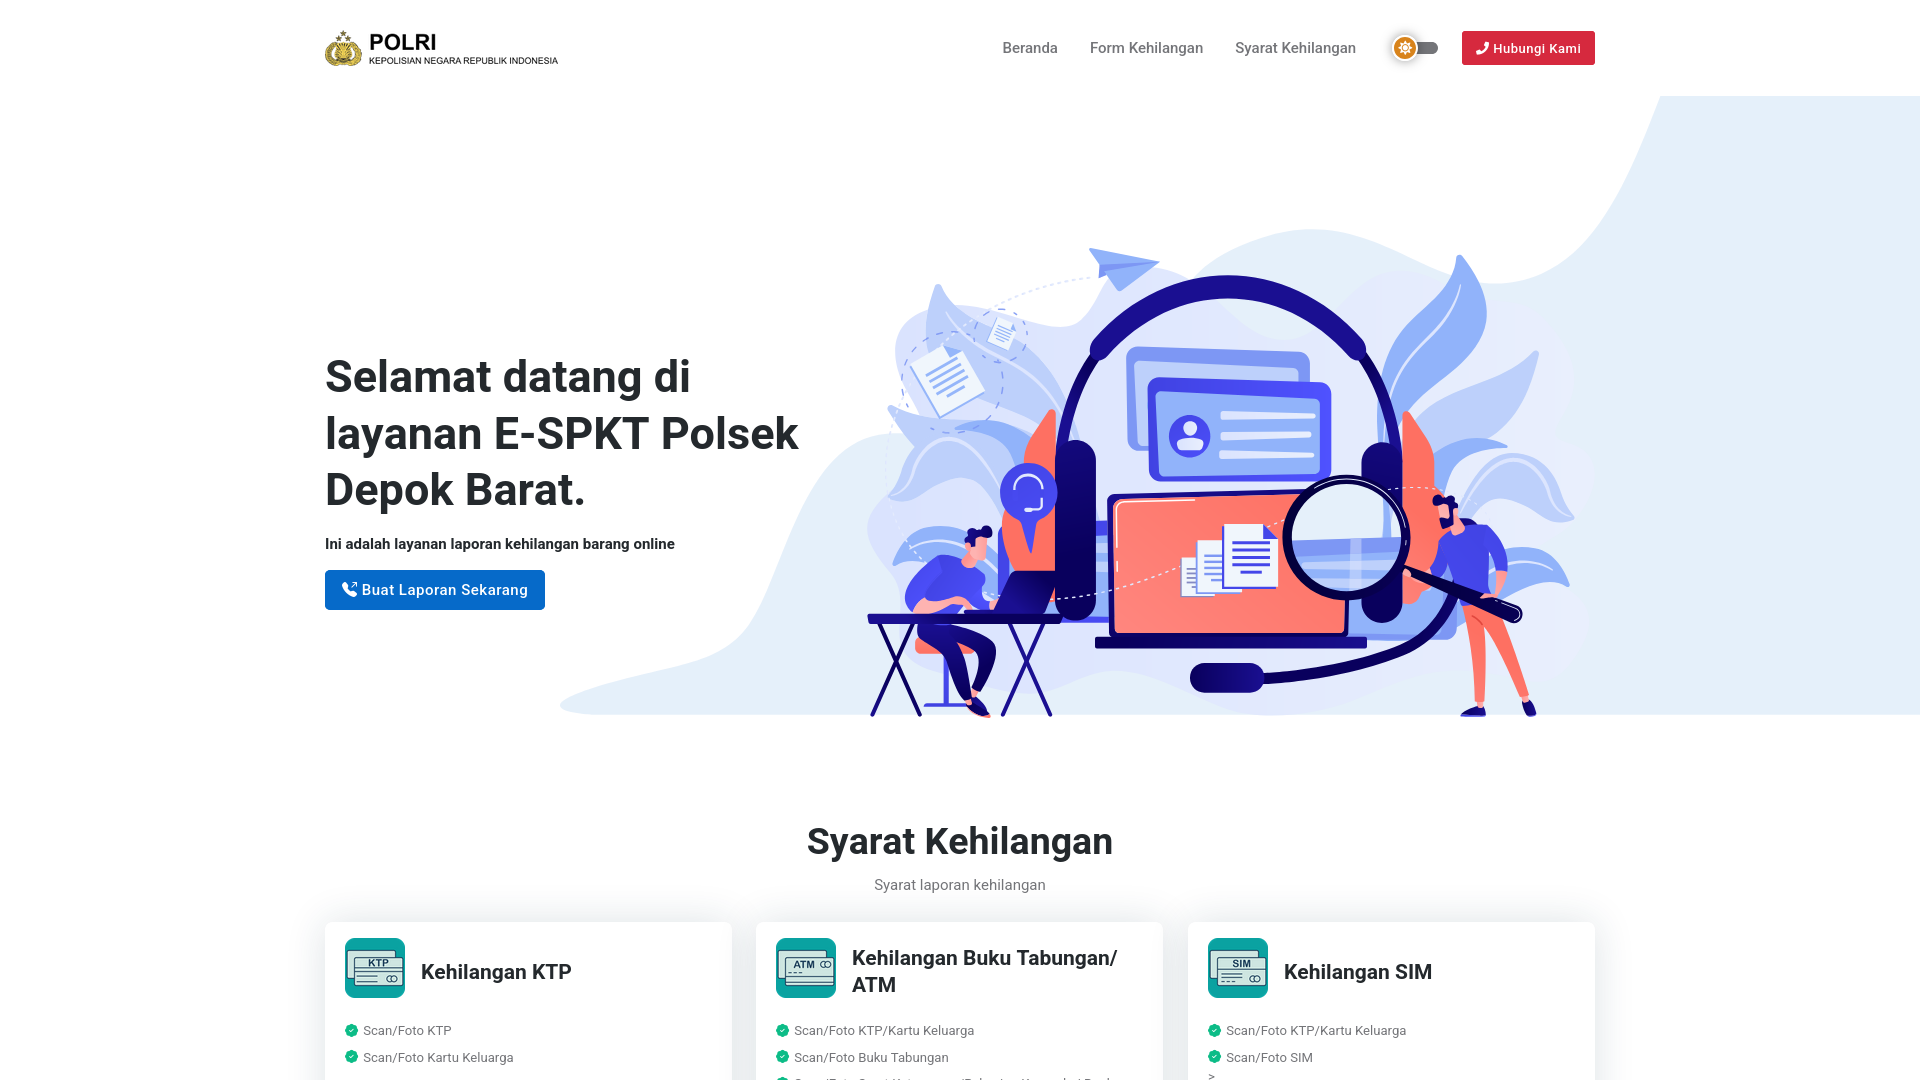 POLRI
KEPOLISIAN NEGARA REPUBLIK INDONESIA
Beranda
Form Kehilangan
Syarat Kehilangan
Hubungi Kami
Selamat datang di
layanan E-SPKT Polsek
Depok Barat.
Ini adalah layanan laporan kehilangan barang online
Buat Laporan Sekarang
Syarat Kehilangan
Syarat laporan kehilangan
KTP
Kehilangan KTP
Scan/Foto KTP
Scan/Foto Kartu Keluarga
ATM
Kehilangan Buku Tabungan/
ATM
Scan/Foto KTP/Kartu Keluarga
Scan/Foto Buku Tabungan
SIM
Kehilangan SIM
Scan/Foto KTP/Kartu Keluarga
Scan/Foto SIM
>